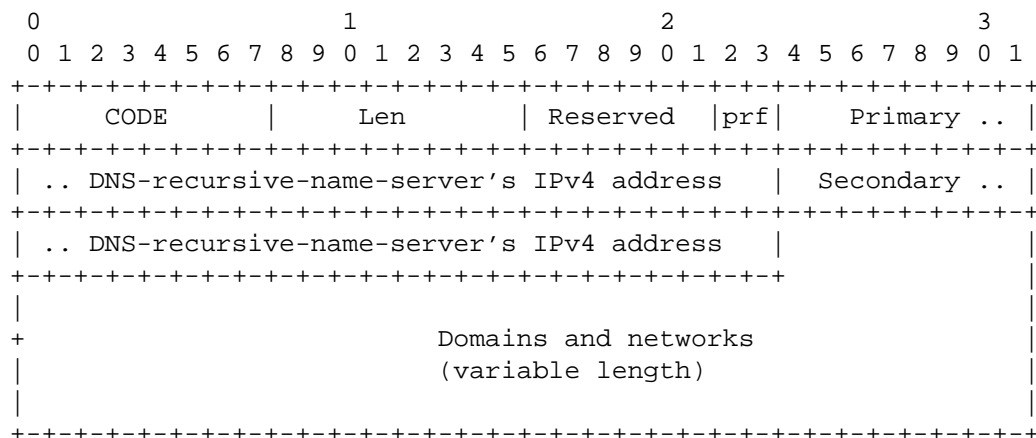 0                   1                   2                   3
 0 1 2 3 4 5 6 7 8 9 0 1 2 3 4 5 6 7 8 9 0 1 2 3 4 5 6 7 8 9 0 1
+-+-+-+-+-+-+-+-+-+-+-+-+-+-+-+-+-+-+-+-+-+-+-+-+-+-+-+-+-+-+-+-+
|     CODE      |     Len       | Reserved  |prf|    Primary .. |
+-+-+-+-+-+-+-+-+-+-+-+-+-+-+-+-+-+-+-+-+-+-+-+-+-+-+-+-+-+-+-+-+
| .. DNS-recursive-name-server's IPv4 address   |  Secondary .. |
+-+-+-+-+-+-+-+-+-+-+-+-+-+-+-+-+-+-+-+-+-+-+-+-+-+-+-+-+-+-+-+-+
| .. DNS-recursive-name-server's IPv4 address   |               |
+-+-+-+-+-+-+-+-+-+-+-+-+-+-+-+-+-+-+-+-+-+-+-+-+               |
|                                                               |
+                          Domains and networks                 |
|                          (variable length)                    |
|                                                               |
+-+-+-+-+-+-+-+-+-+-+-+-+-+-+-+-+-+-+-+-+-+-+-+-+-+-+-+-+-+-+-+-+